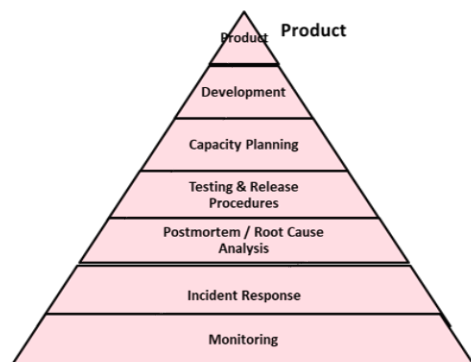 Product
Product
Development
Capacity Planning
Testing & Release
Procedures
Postmortem / Root Cause
Analysis
Incident Response
Monitoring